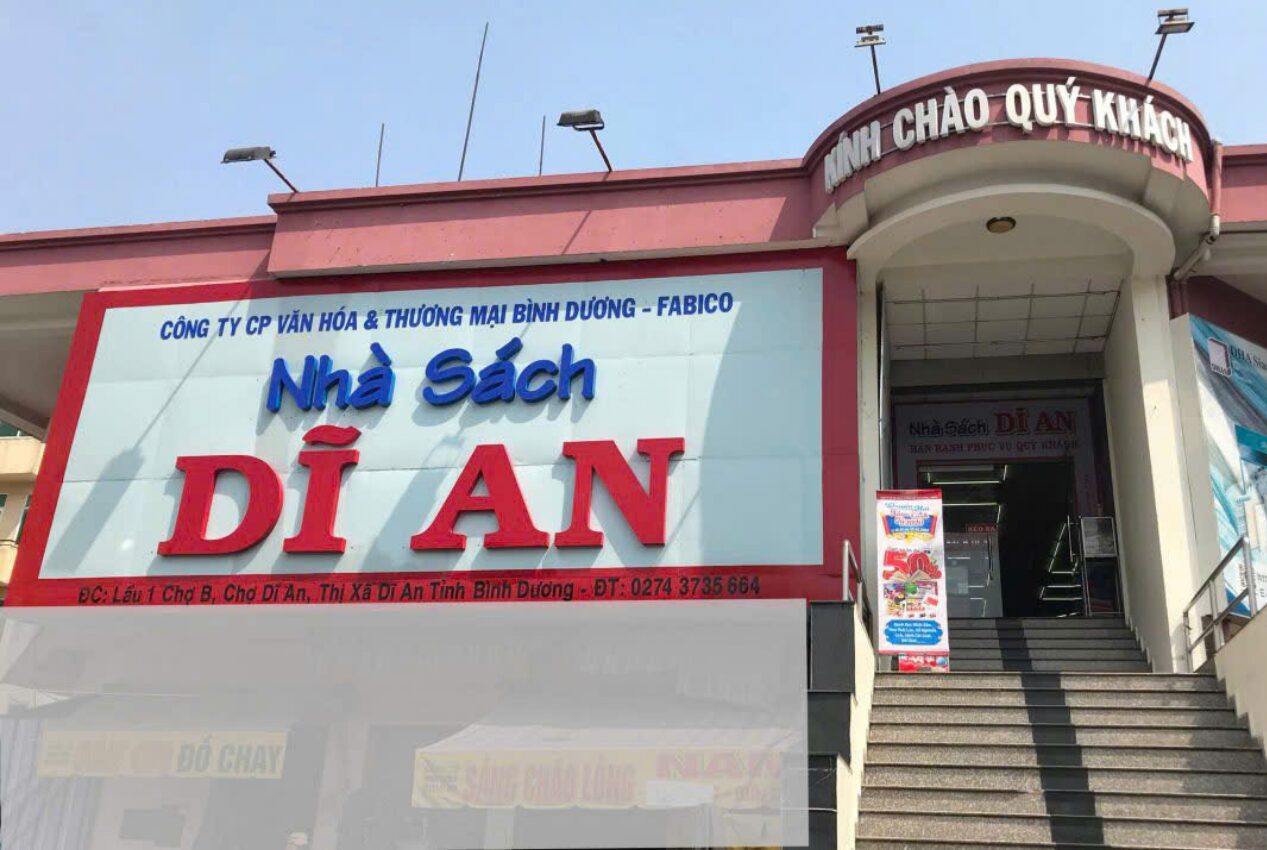 KÍNH CHÀO QUÝ KHÁCH
CÔNG TY CP VĂN HÓA & THƯƠNG MẠI BÌNH DƯƠNG - FABICO
Nhà Sách
DĨ AN
ĐC: Lầu 1 Chợ B, Chợ Dĩ An, Thị Xã Dĩ An Tỉnh Bình Dương - ĐT: 0274 3735 664
Nhà Sách DĨ AN
HÂN HẠNH PHỤC VỤ QUÝ KHÁCH
50%
ĐỒ CHAY
SÁNG CHÁO LÒNG